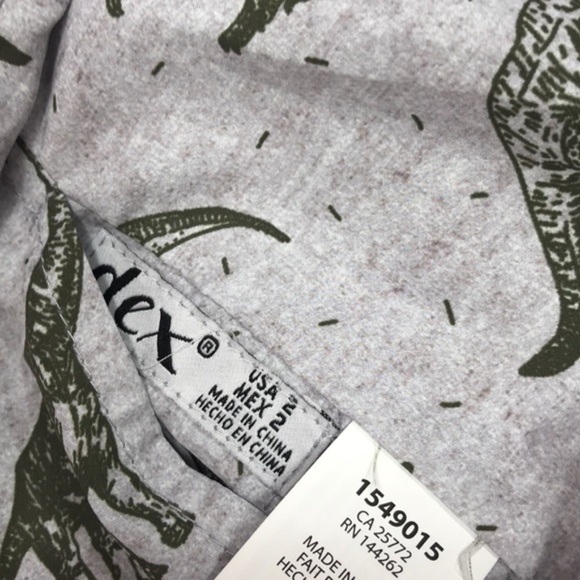 dex®
USA 2
MEX 2
MADE IN CHINA
HECHO EN CHINA
1549015
CA 25772
RN 144262
MADE IN
FAIT
HEC